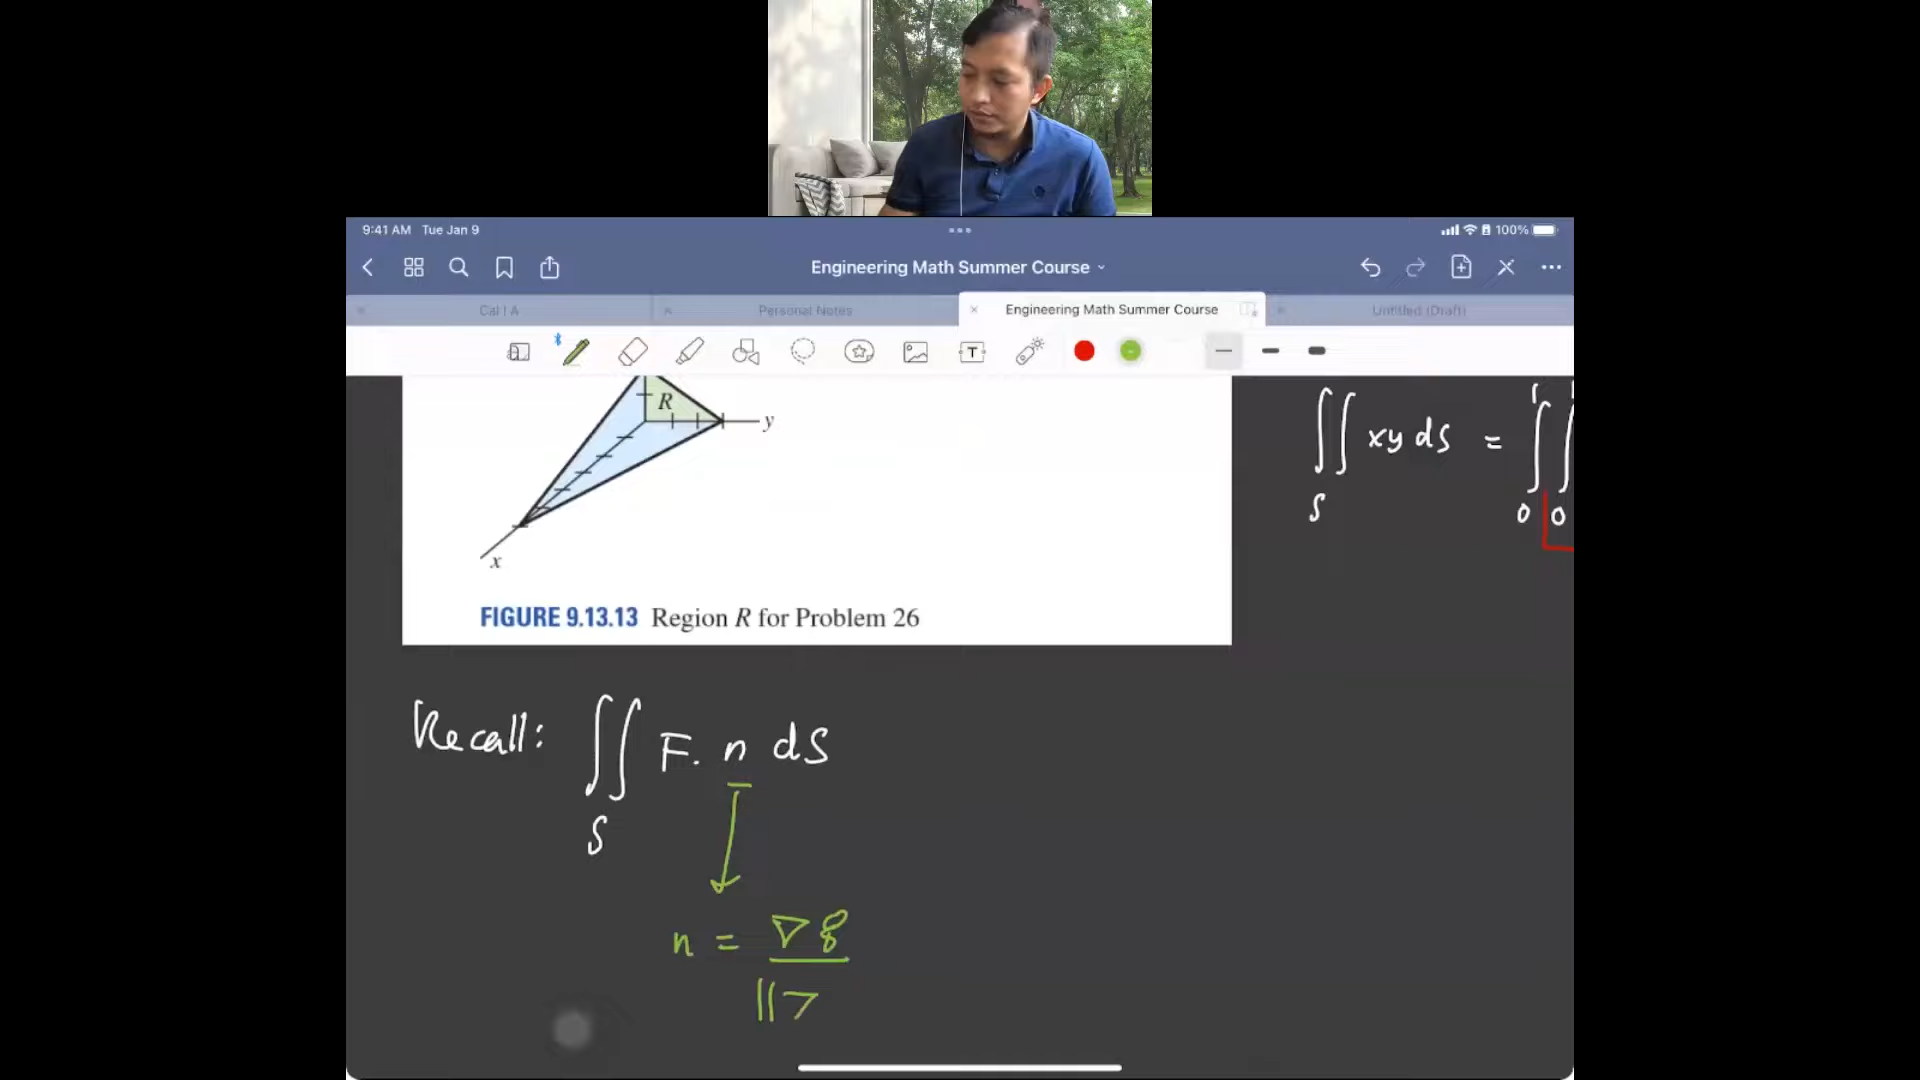 9:41 AM Tue Jan 9
100%
Engineering Math Summer Course
Cal I A
Personal Notes
Engineering Math Summer Course
Untitled (Draft)
T
R
y
x
FIGURE 9.13.13 Region R for Problem 26
∫∫ xy dS = ∫∫
S
0 0
Recall: ∫∫ F. n dS
S
n = ∇g
||>